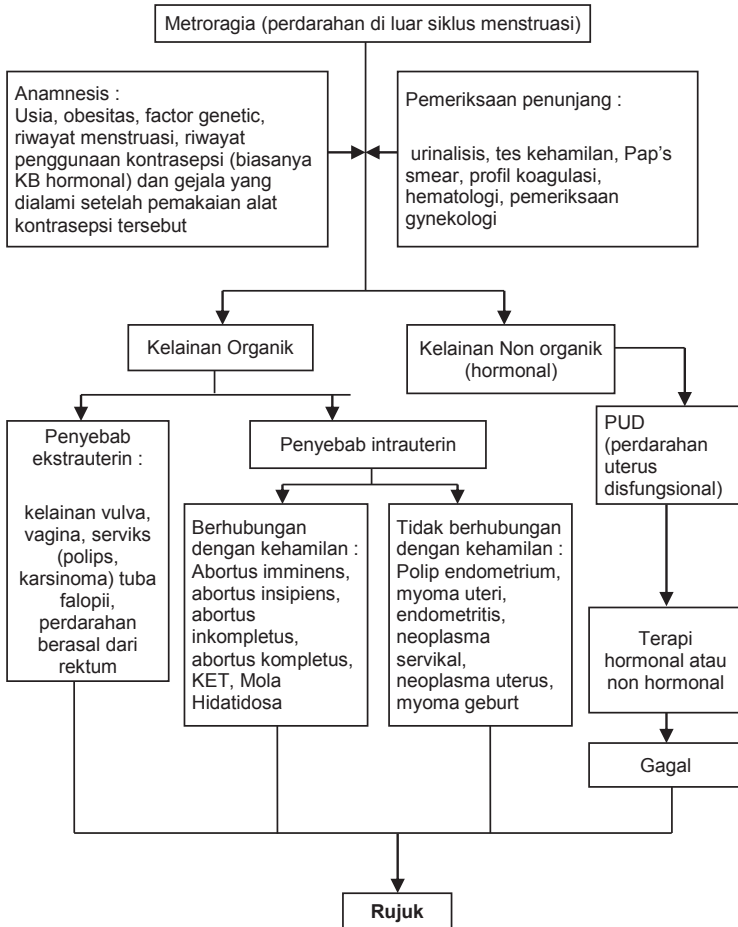 Metroragia (perdarahan di luar siklus menstruasi)
Anamnesis :
Usia, obesitas, factor genetic,
riwayat menstruasi, riwayat
penggunaan kontrasepsi (biasanya
KB hormonal) dan gejala yang
dialami setelah pemakaian alat
kontrasepsi tersebut
Pemeriksaan penunjang :
urinalisis, tes kehamilan, Pap's
smear, profil koagulasi,
hematologi, pemeriksaan
gynekologi
Kelainan Organik
Kelainan Non organik
(hormonal)
Penyebab
ekstrauterin :
kelainan vulva,
vagina, serviks
(polips,
karsinoma) tuba
falopii,
perdarahan
berasal dari
rektum
Penyebab intrauterin
PUD
(perdarahan
uterus
disfungsional)
Berhubungan
dengan kehamilan :
Abortus imminens,
abortus insipiens,
abortus
inkompletus,
abortus kompletus,
KET, Mola
Hidatidosa
Tidak berhubungan
dengan kehamilan :
Polip endometrium,
myoma uteri,
endometritis,
neoplasma
servikal,
neoplasma uterus,
myoma geburt
Terapi
hormonal atau
non hormonal
Gagal
Rujuk